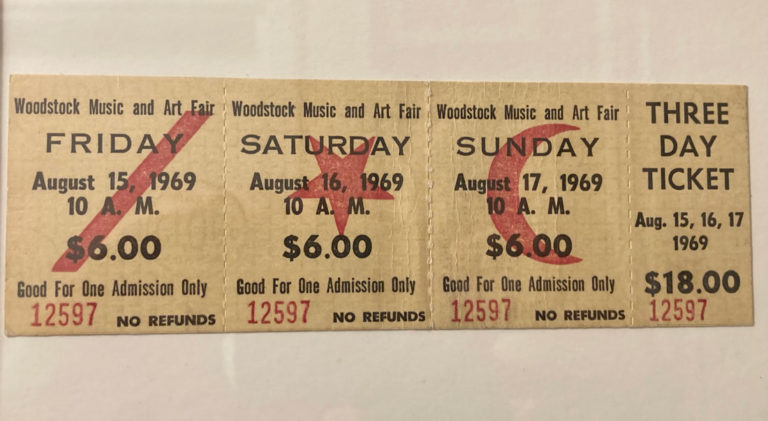 Woodstock Music and Art Fair
FRIDAY
August 15, 1969
10 A. M.
$6.00
Good For One Admission Only
12597 NO REFUNDS
Woodstock Music and Art Fair
SATURDAY
August 16, 1969
10 A. M.
$6.00
Good For One Admission Only
12597 NO REFUNDS
Woodstock Music and Art Fair
SUNDAY
August 17, 1969
10 A. M.
$6.00
Good For One Admission Only
12597 NO REFUNDS
THREE
DAY
TICKET
Aug. 15, 16, 17
1969
$18.00
12597